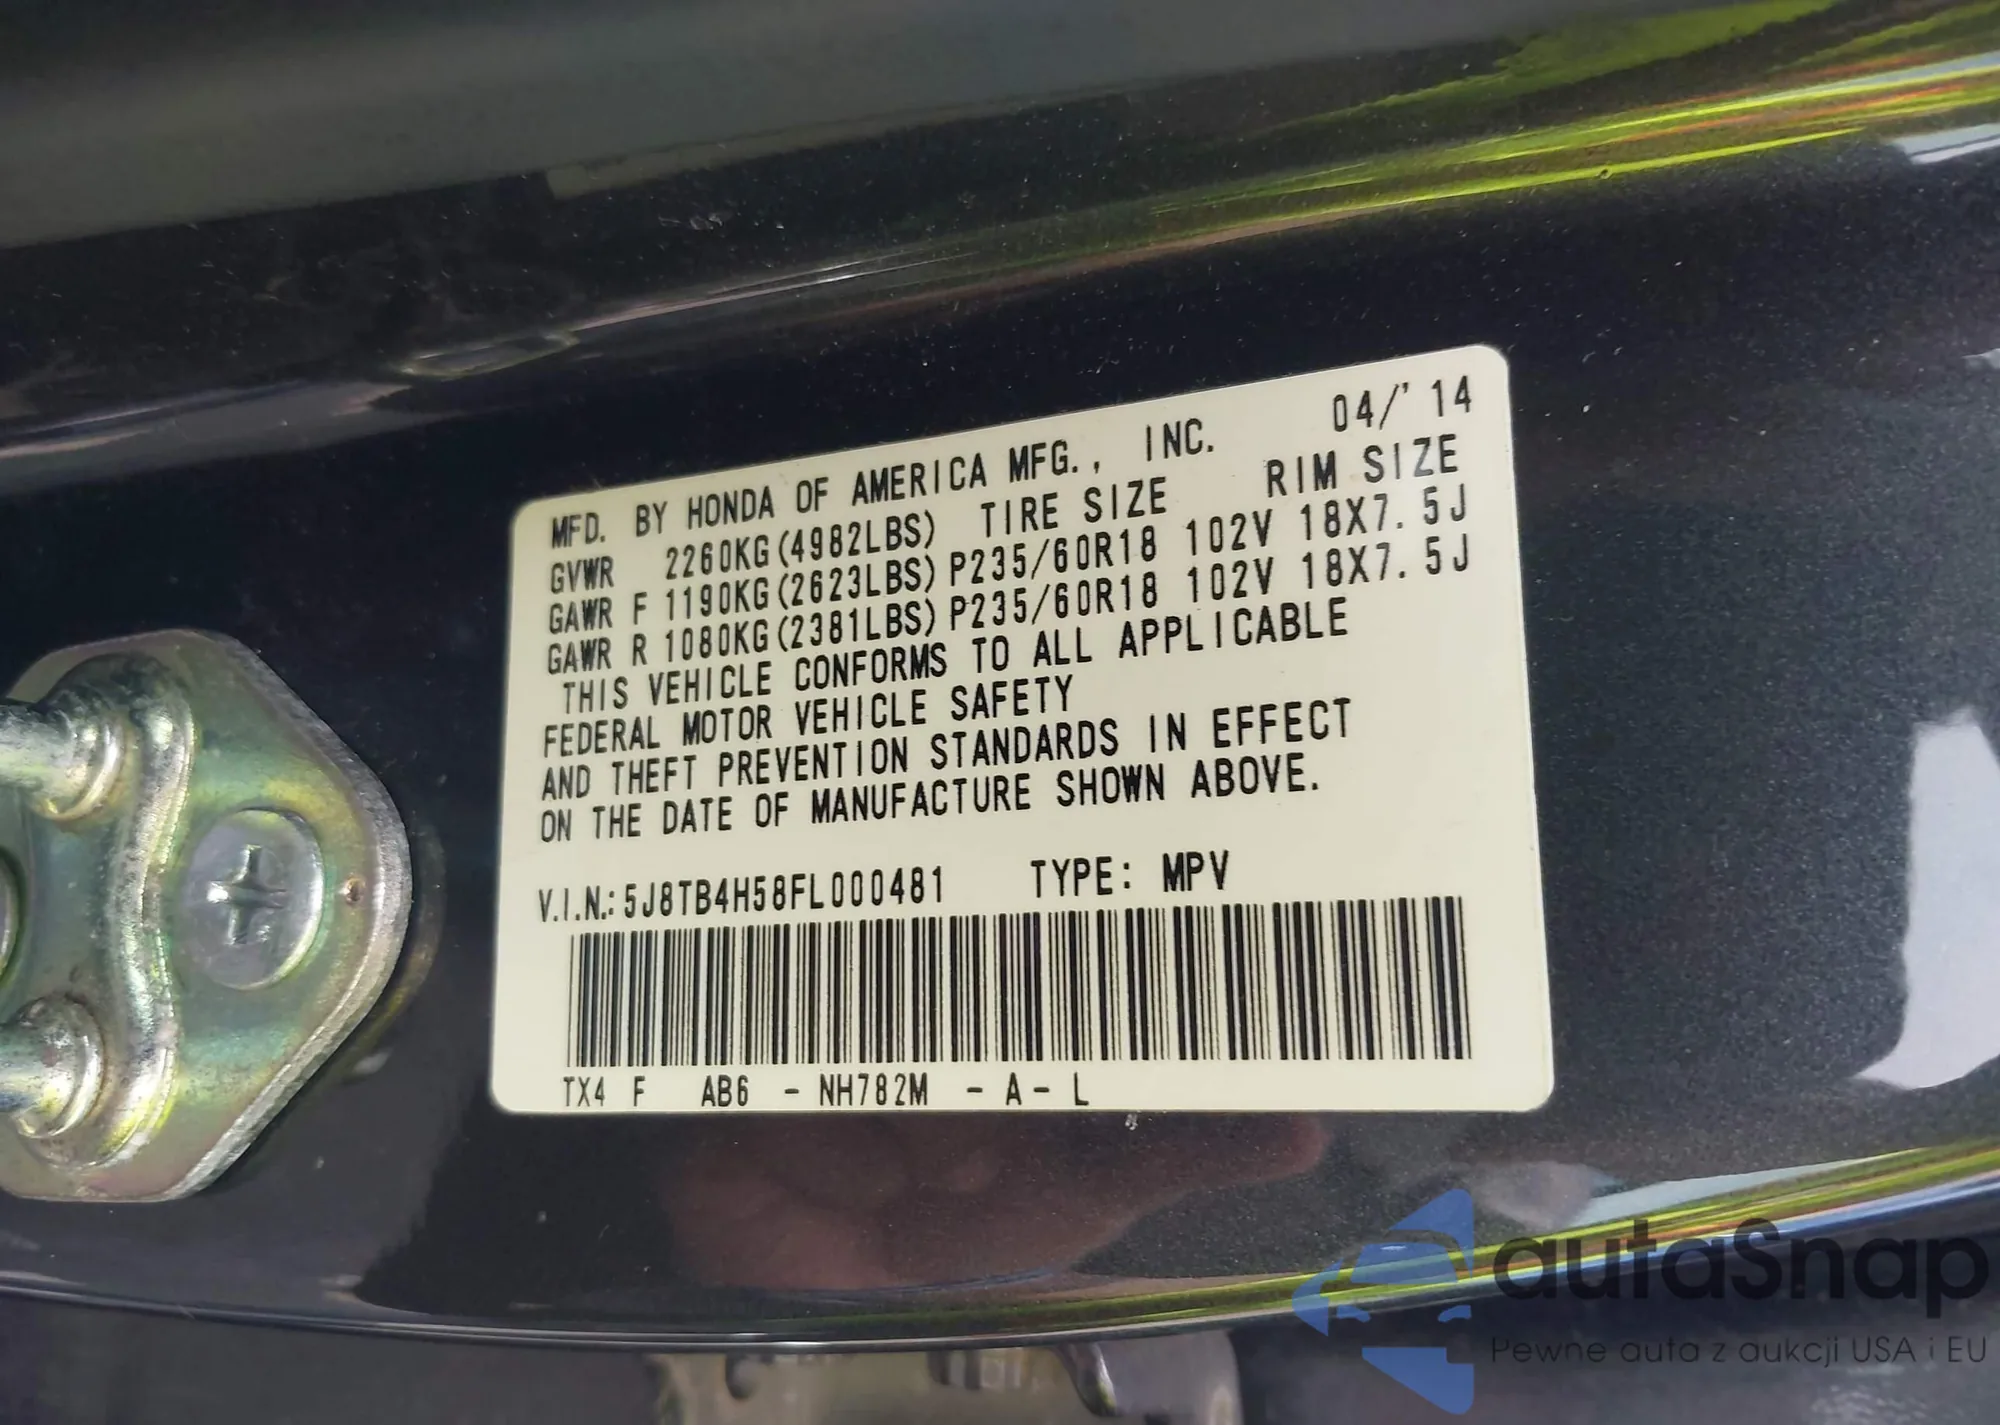 MFD. BY HONDA OF AMERICA MFG., INC. 04/'14
GVWR 2260KG(4982LBS) TIRE SIZE RIM SIZE
GAWR F 1190KG(2623LBS) P235/60R18 102V 18X7.5J
GAWR R 1080KG(2381LBS) P235/60R18 102V 18X7.5J
THIS VEHICLE CONFORMS TO ALL APPLICABLE
FEDERAL MOTOR VEHICLE SAFETY
AND THEFT PREVENTION STANDARDS IN EFFECT
ON THE DATE OF MANUFACTURE SHOWN ABOVE.
V.I.N.: 5J8TB4H58FL000481 TYPE: MPV
TX4 F AB6 - NH782M - A - L
autaSnap
Pewne auta z aukcji USA i EU